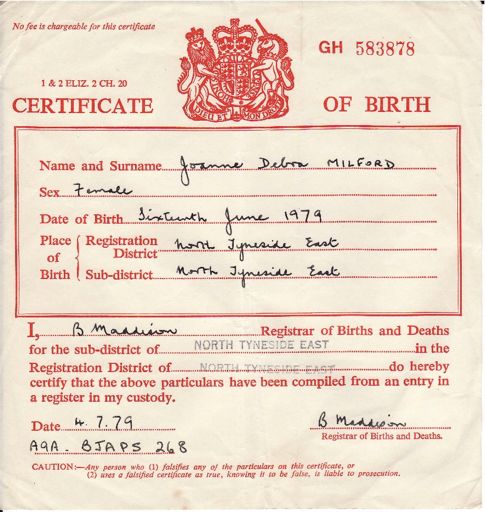 No fee is chargeable for this certificate
GH 583878
1 & 2 ELIZ. 2 CH. 20
CERTIFICATE OF BIRTH
DIEU ET MON DROIT
Name and Surname Joanne Debra MILFORD
Sex Female
Date of Birth Sixteenth June 1979
Place of Birth { Registration District North Tyneside East
Sub-district North Tyneside East
I, B Maddison Registrar of Births and Deaths
for the sub-district of NORTH TYNESIDE EAST in the
Registration District of NORTH TYNESIDE EAST do hereby
certify that the above particulars have been compiled from an entry in
a register in my custody.
Date 4.7.79 B Maddison
Registrar of Births and Deaths.
A9A. BJAPS 268
CAUTION:—Any person who (1) falsifies any of the particulars on this certificate, or
(2) uses a falsified certificate as true, knowing it to be false, is liable to prosecution.